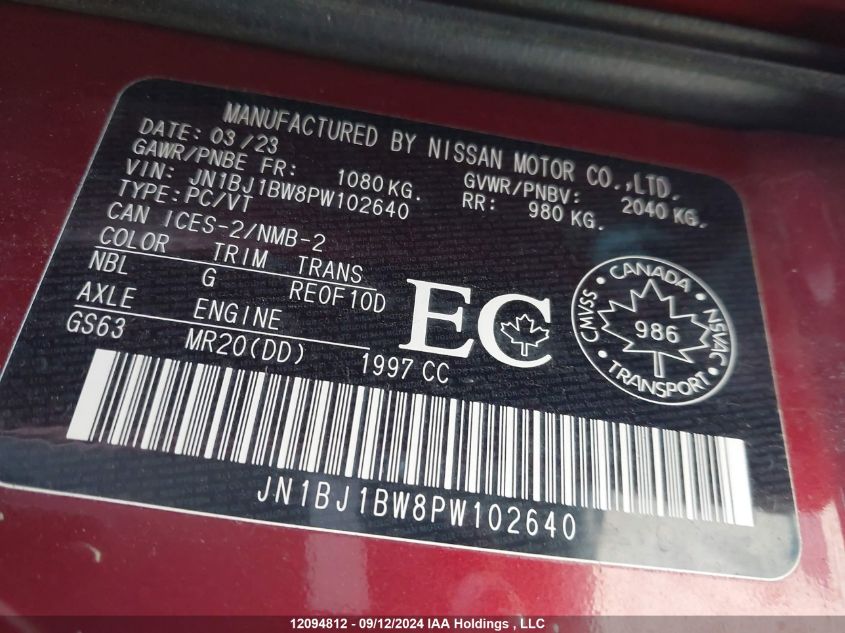 MANUFACTURED BY NISSAN MOTOR CO.,LTD.
DATE: 03/23
GAWR/PNBE FR: 1080 KG. GVWR/PNBV: 2040 KG.
VIN: JN1BJ1BW8PW102640 RR: 980 KG.
TYPE:PC/VT
CAN ICES-2/NMB-2
COLOR TRIM TRANS
NBL G RE0F10D
AXLE ENGINE
GS63 MR20(DD) 1997 CC
EC
CANADA
CMVSS 986 NSVAC
TRANSPORT
JN1BJ1BW8PW102640
12094812 - 09/12/2024 IAA Holdings , LLC